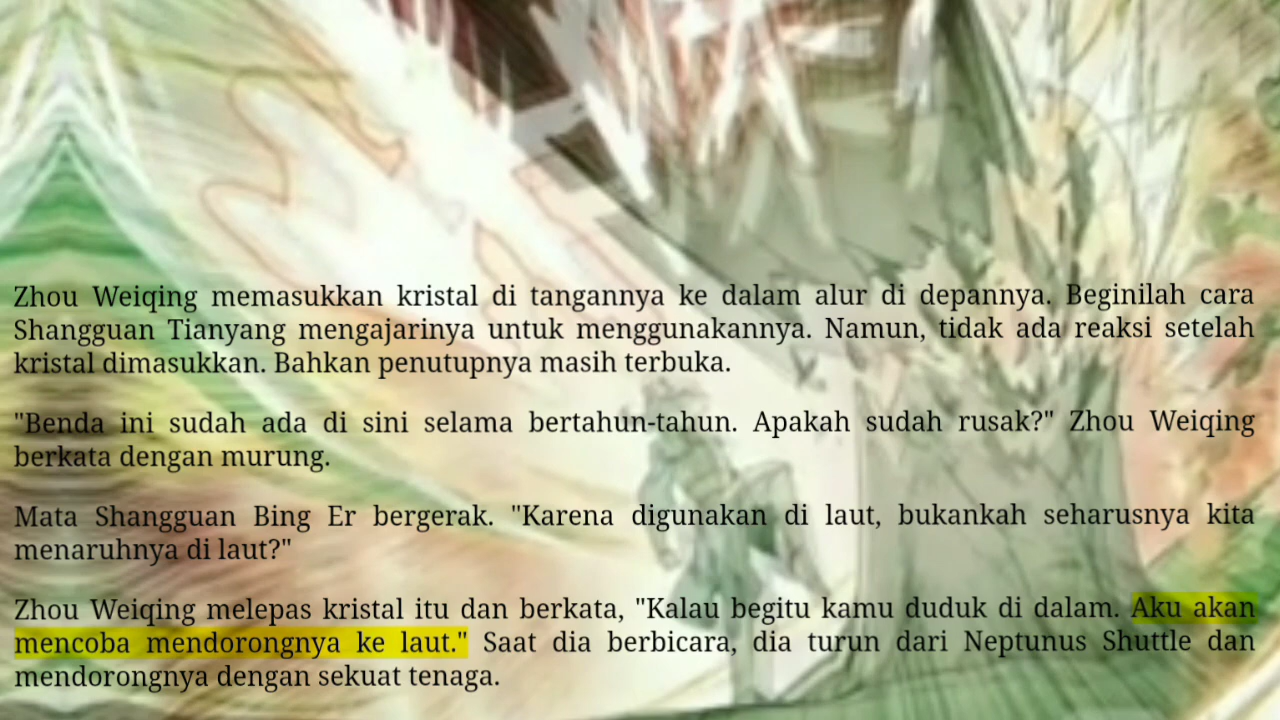 Zhou Weiqing memasukkan kristal di tangannya ke dalam alur di depannya. Beginilah cara
Shangguan Tianyang mengajarinya untuk menggunakannya. Namun, tidak ada reaksi setelah
kristal dimasukkan. Bahkan penutupnya masih terbuka.
"Benda ini sudah ada di sini selama bertahun-tahun. Apakah sudah rusak?" Zhou Weiqing
berkata dengan murung.
Mata Shangguan Bing Er bergerak. "Karena digunakan di laut, bukankah seharusnya kita
menaruhnya di laut?"
Zhou Weiqing melepas kristal itu dan berkata, "Kalau begitu kamu duduk di dalam. Aku akan
mencoba mendorongnya ke laut." Saat dia berbicara, dia turun dari Neptunus Shuttle dan
mendorongnya dengan sekuat tenaga.